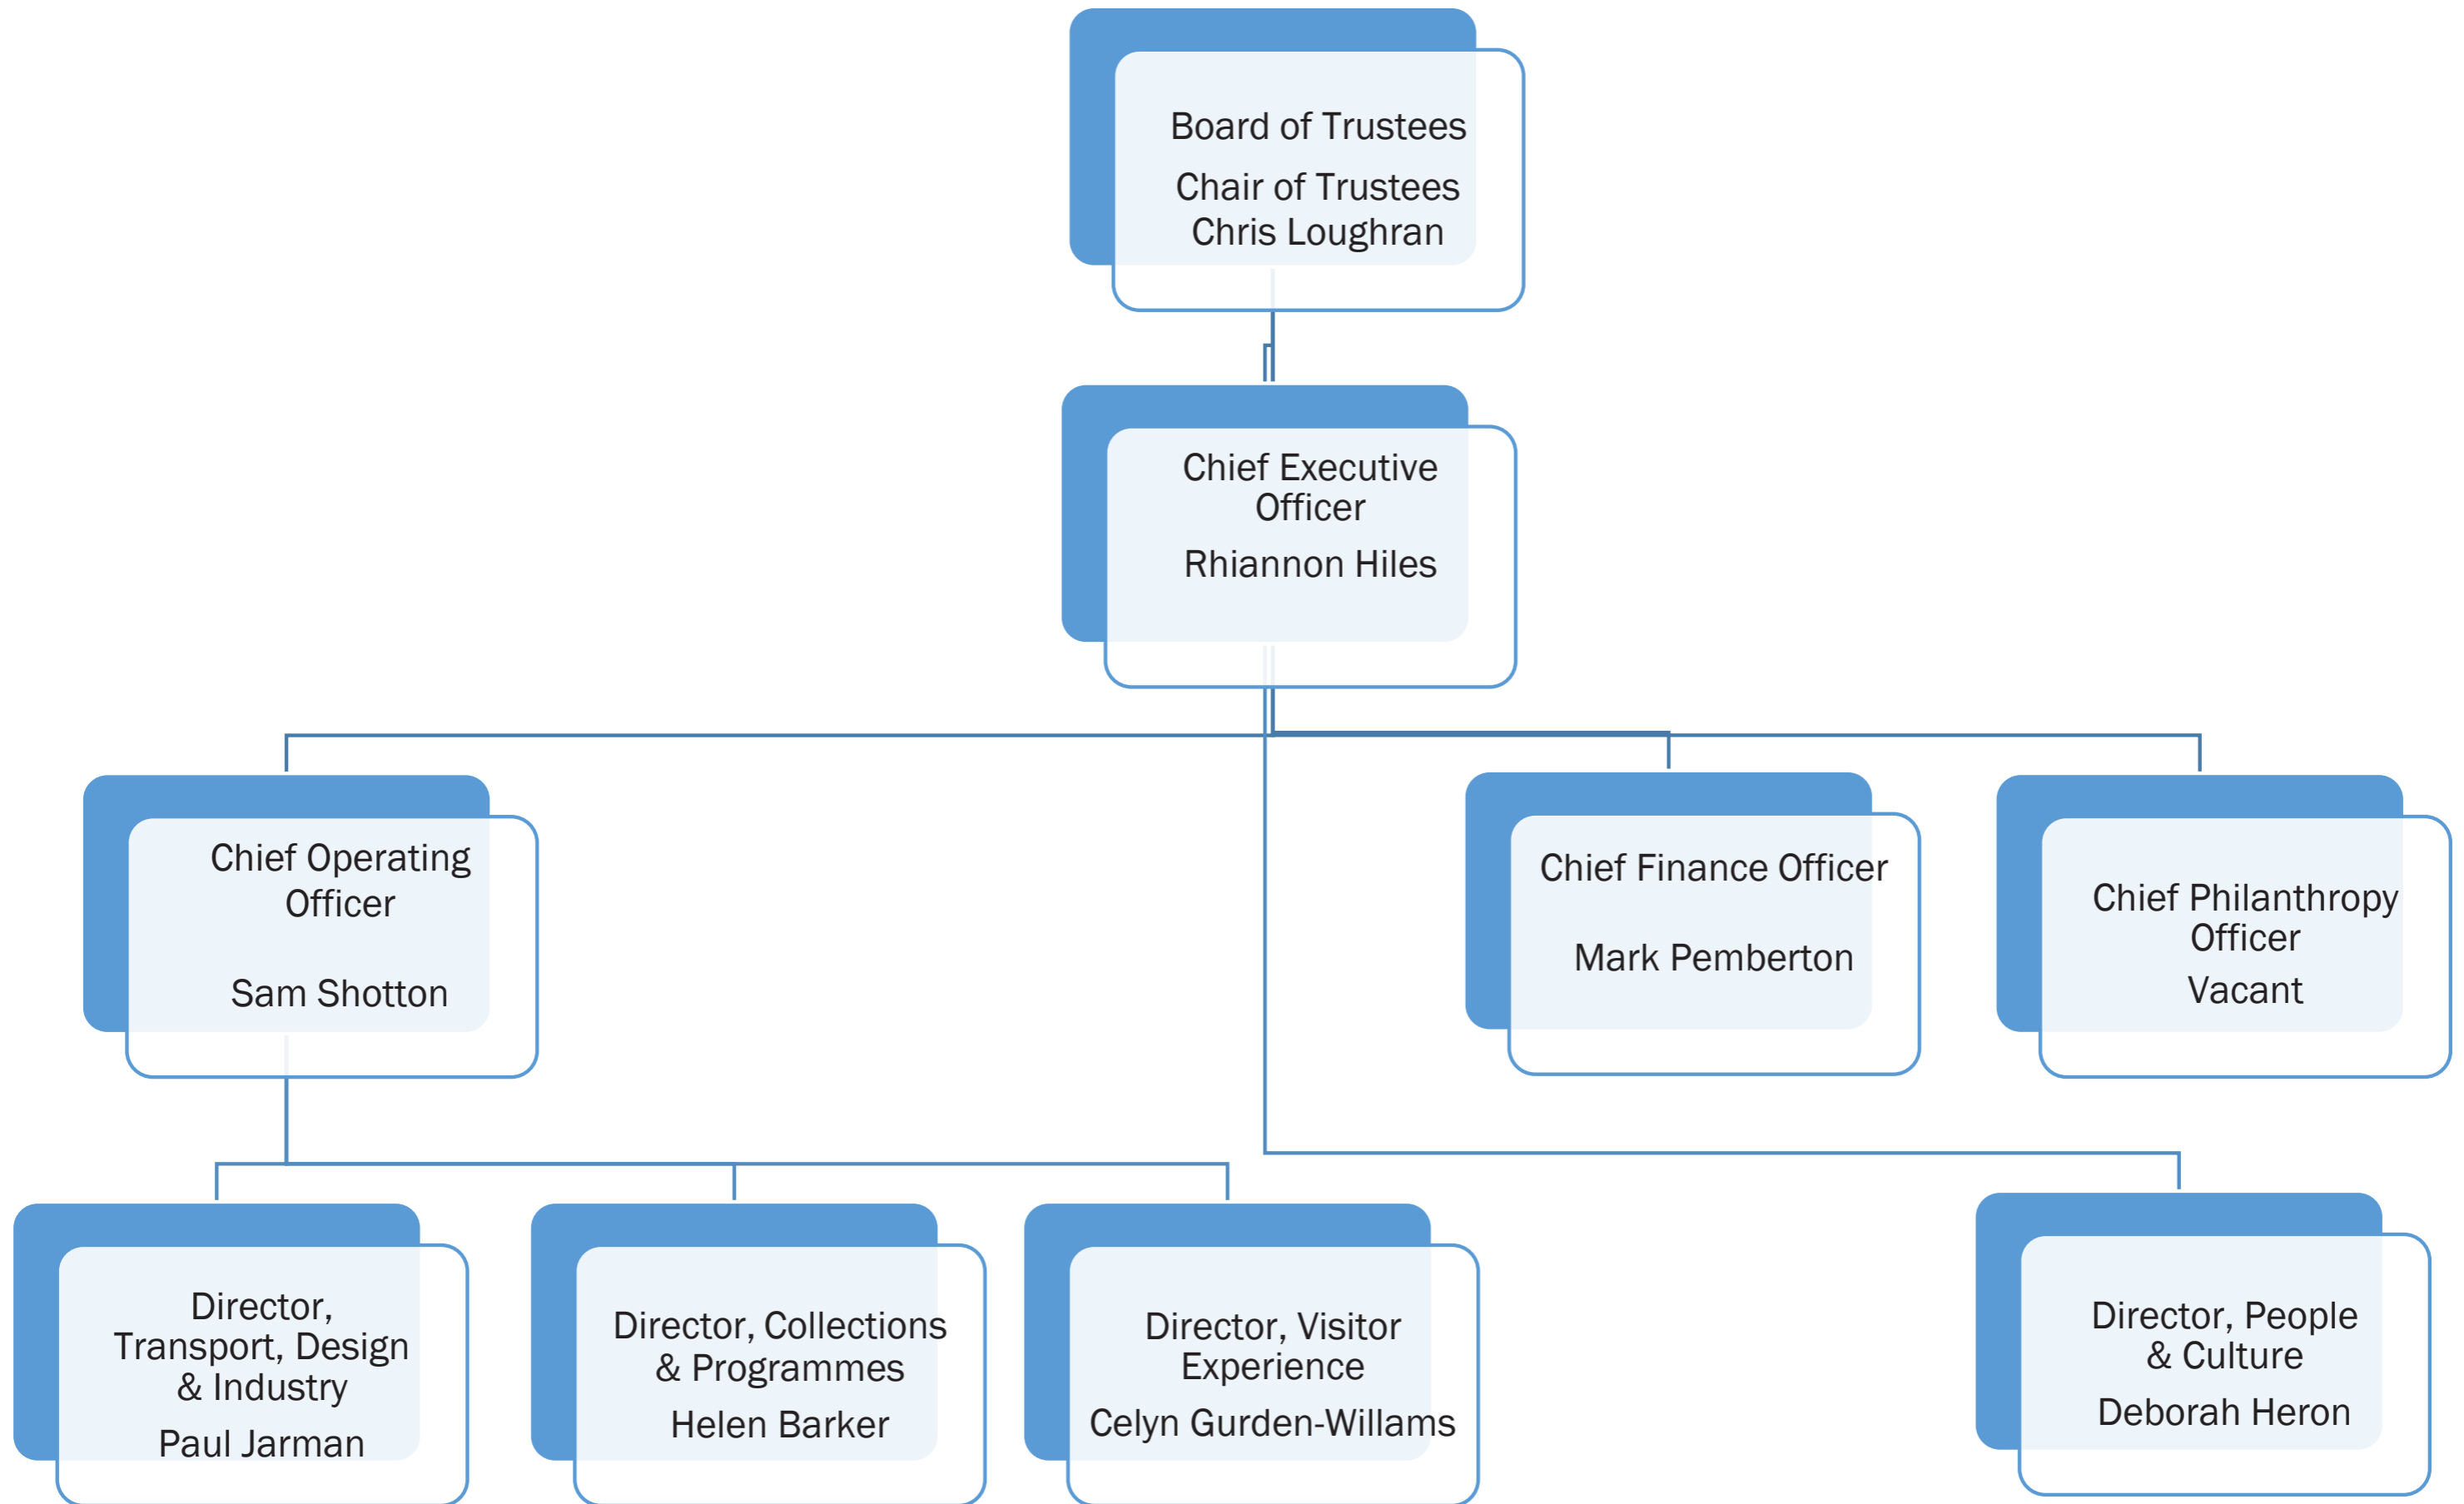 Board of Trustees
Chair of Trustees
Chris Loughran
Chief Executive
Officer
Rhiannon Hiles
Chief Operating
Officer
Sam Shotton
Chief Finance Officer
Mark Pemberton
Chief Philanthropy
Officer
Vacant
Director,
Transport, Design
& Industry
Paul Jarman
Director, Collections
& Programmes
Helen Barker
Director, Visitor
Experience
Celyn Gurden-Willams
Director, People
& Culture
Deborah Heron